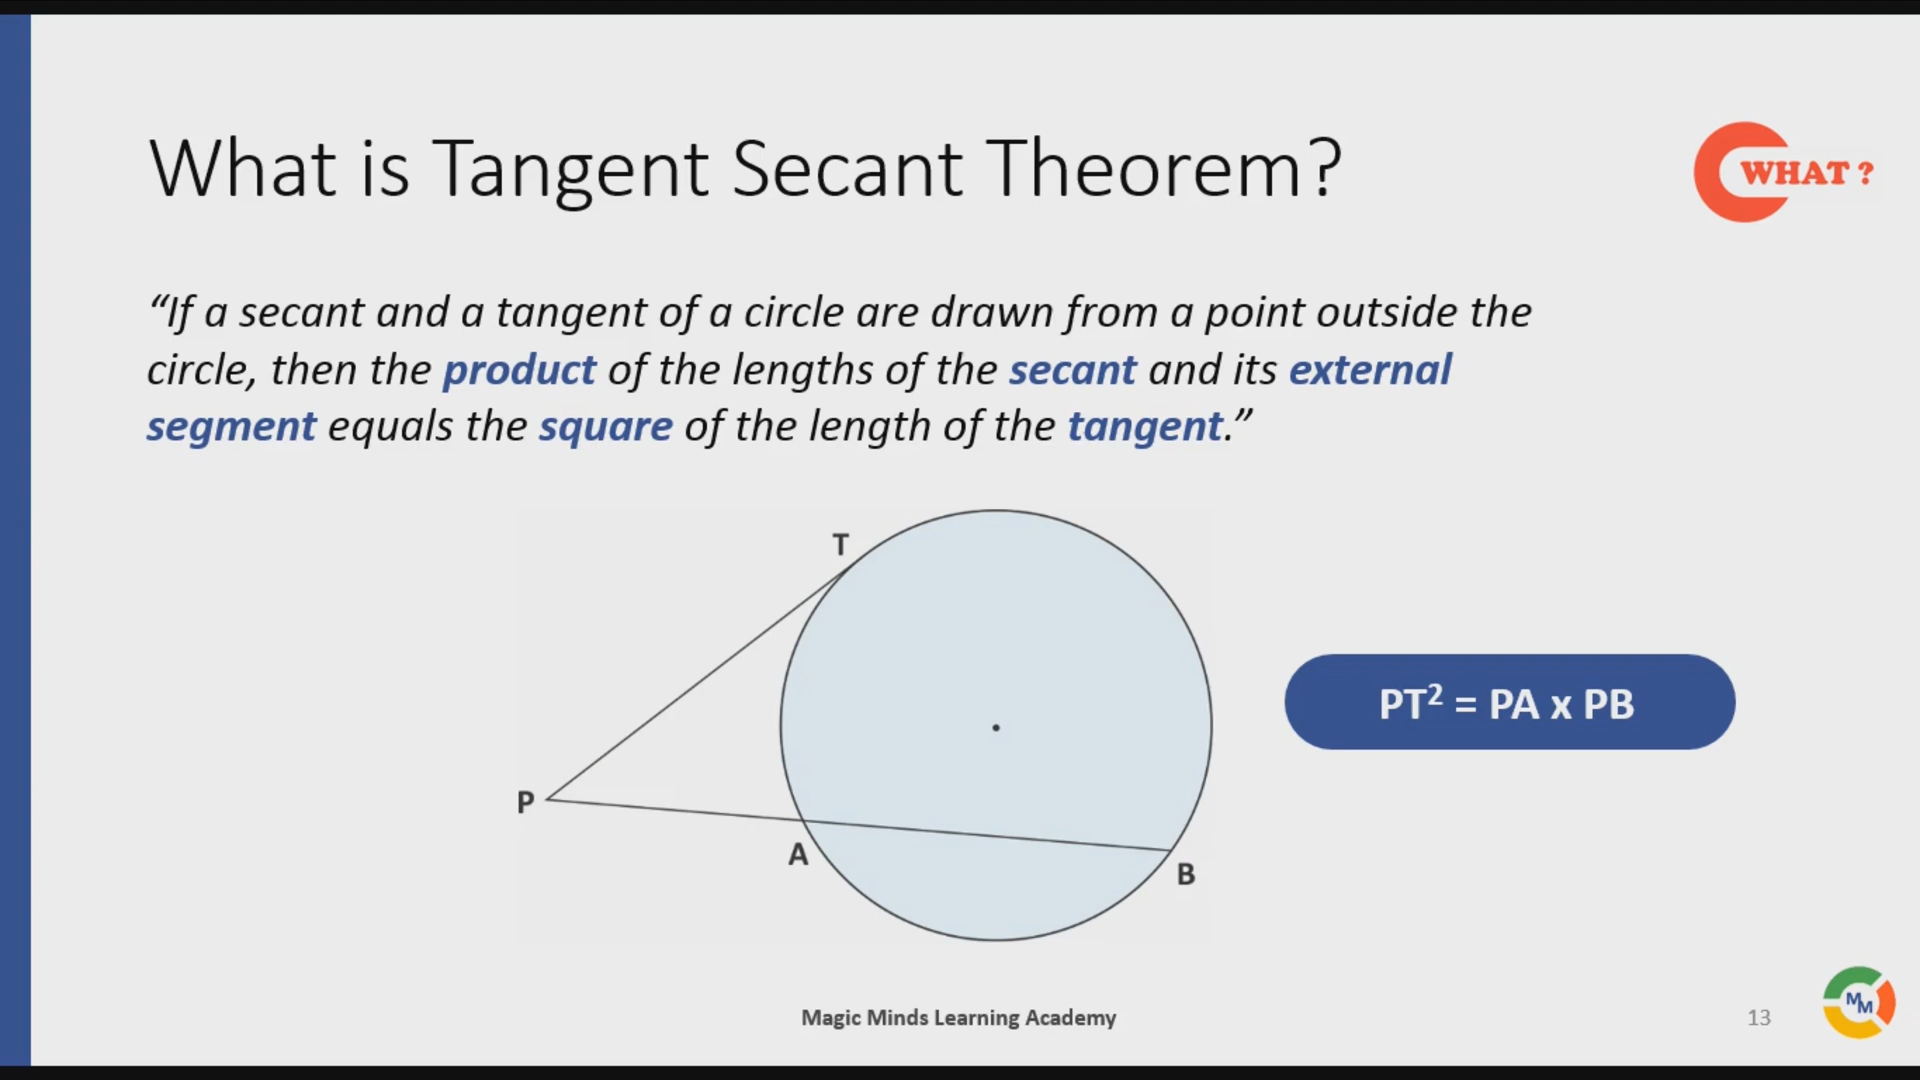 What is Tangent Secant Theorem?
WHAT ?
“If a secant and a tangent of a circle are drawn from a point outside the
circle, then the product of the lengths of the secant and its external
segment equals the square of the length of the tangent.”
T
PT² = PA x PB
P
A
B
Magic Minds Learning Academy
13
MM